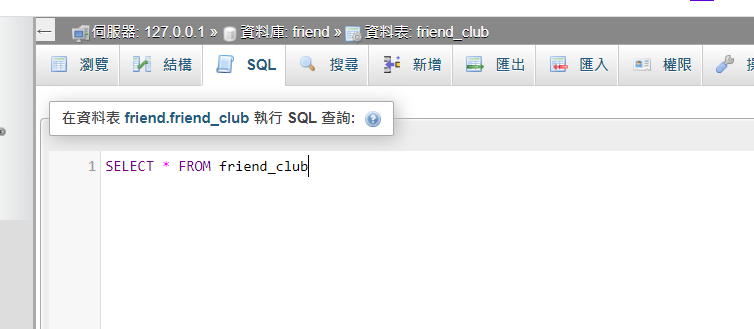 ← 伺服器: 127.0.0.1 » 資料庫: friend » 資料表: friend_club
瀏覽 結構 SQL 搜尋 新增 匯出 匯入 權限
在資料表 friend.friend_club 執行 SQL 查詢:
1 SELECT * FROM friend_club